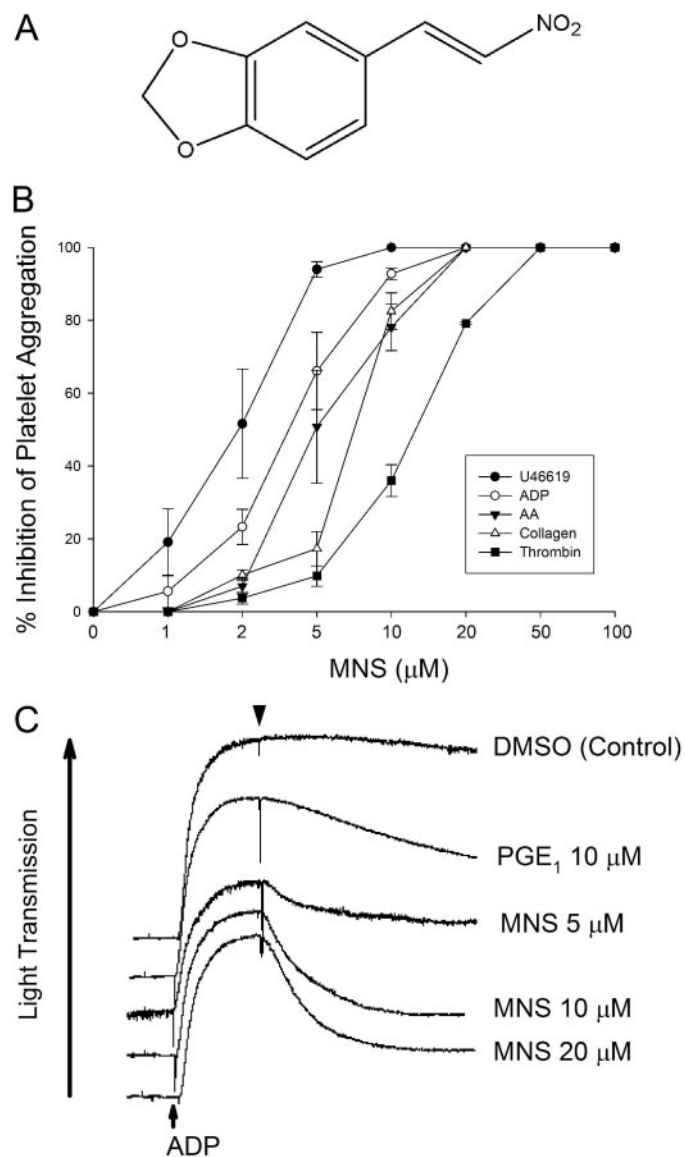 A
O
O
NO₂
B
% Inhibition of Platelet Aggregation
100
80
60
40
20
0
U46619
ADP
AA
Collagen
Thrombin
0 1 2 5 10 20 50 100
MNS (μM)
C
Light Transmission
DMSO (Control)
PGE₁ 10 μM
MNS 5 μM
MNS 10 μM
MNS 20 μM
ADP